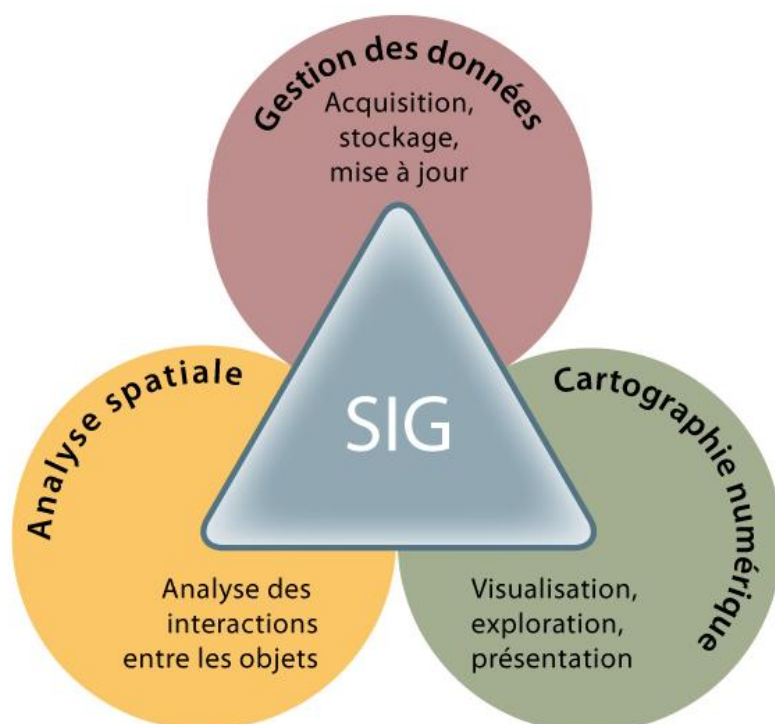 Gestion des données
Acquisition,
stockage,
mise à jour
SIG
Analyse spatiale
Analyse des
interactions
entre les objets
Cartographie numérique
Visualisation,
exploration,
présentation